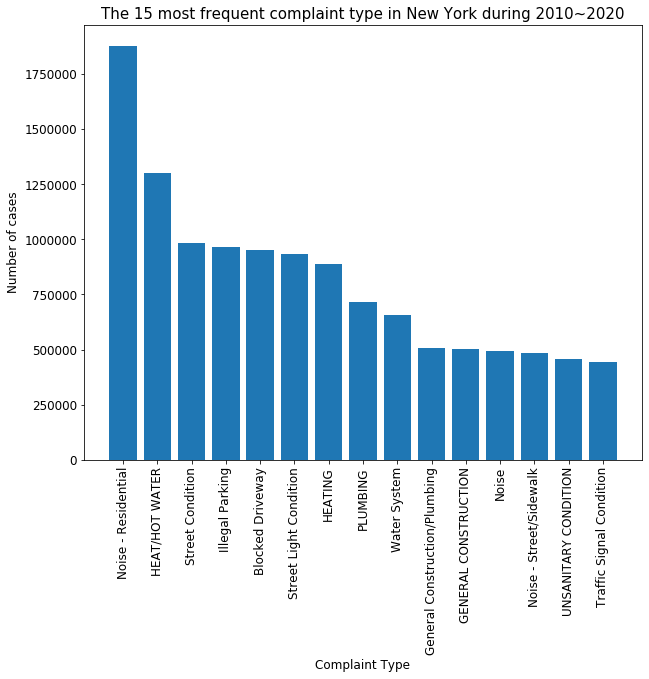 The 15 most frequent complaint type in New York during 2010~2020
Number of cases
1750000
1500000
1250000
1000000
750000
500000
250000
0
Noise - Residential
HEAT/HOT WATER
Street Condition
Illegal Parking
Blocked Driveway
Street Light Condition
HEATING
PLUMBING
Water System
General Construction/Plumbing
GENERAL CONSTRUCTION
Noise
Noise - Street/Sidewalk
UNSANITARY CONDITION
Traffic Signal Condition
Complaint Type